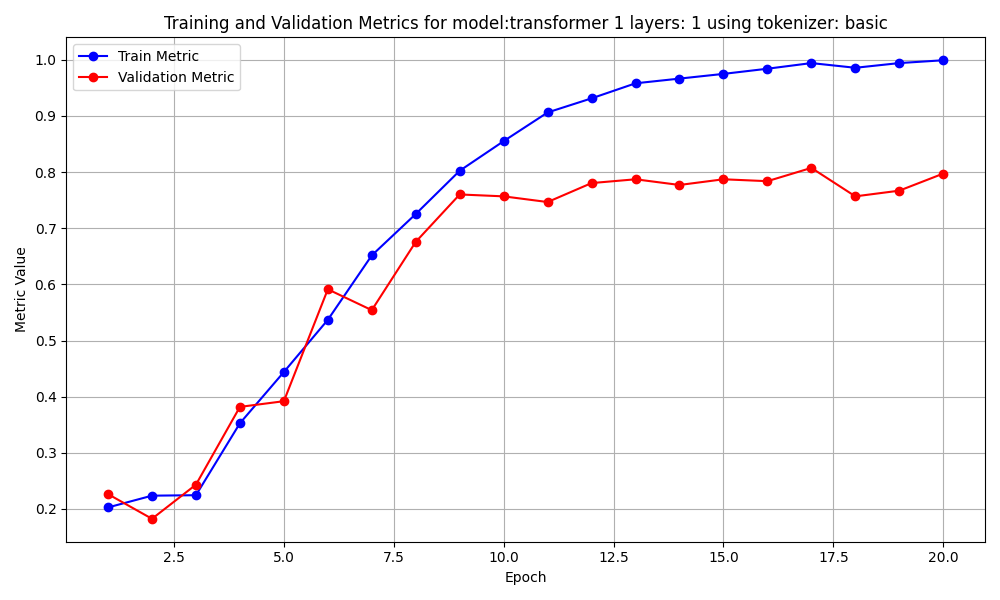 Training and Validation Metrics for model:transformer 1 layers: 1 using tokenizer: basic
Train Metric
Validation Metric
1.0
0.9
0.8
0.7
0.6
0.5
0.4
0.3
0.2
Metric Value
2.5 5.0 7.5 10.0 12.5 15.0 17.5 20.0
Epoch